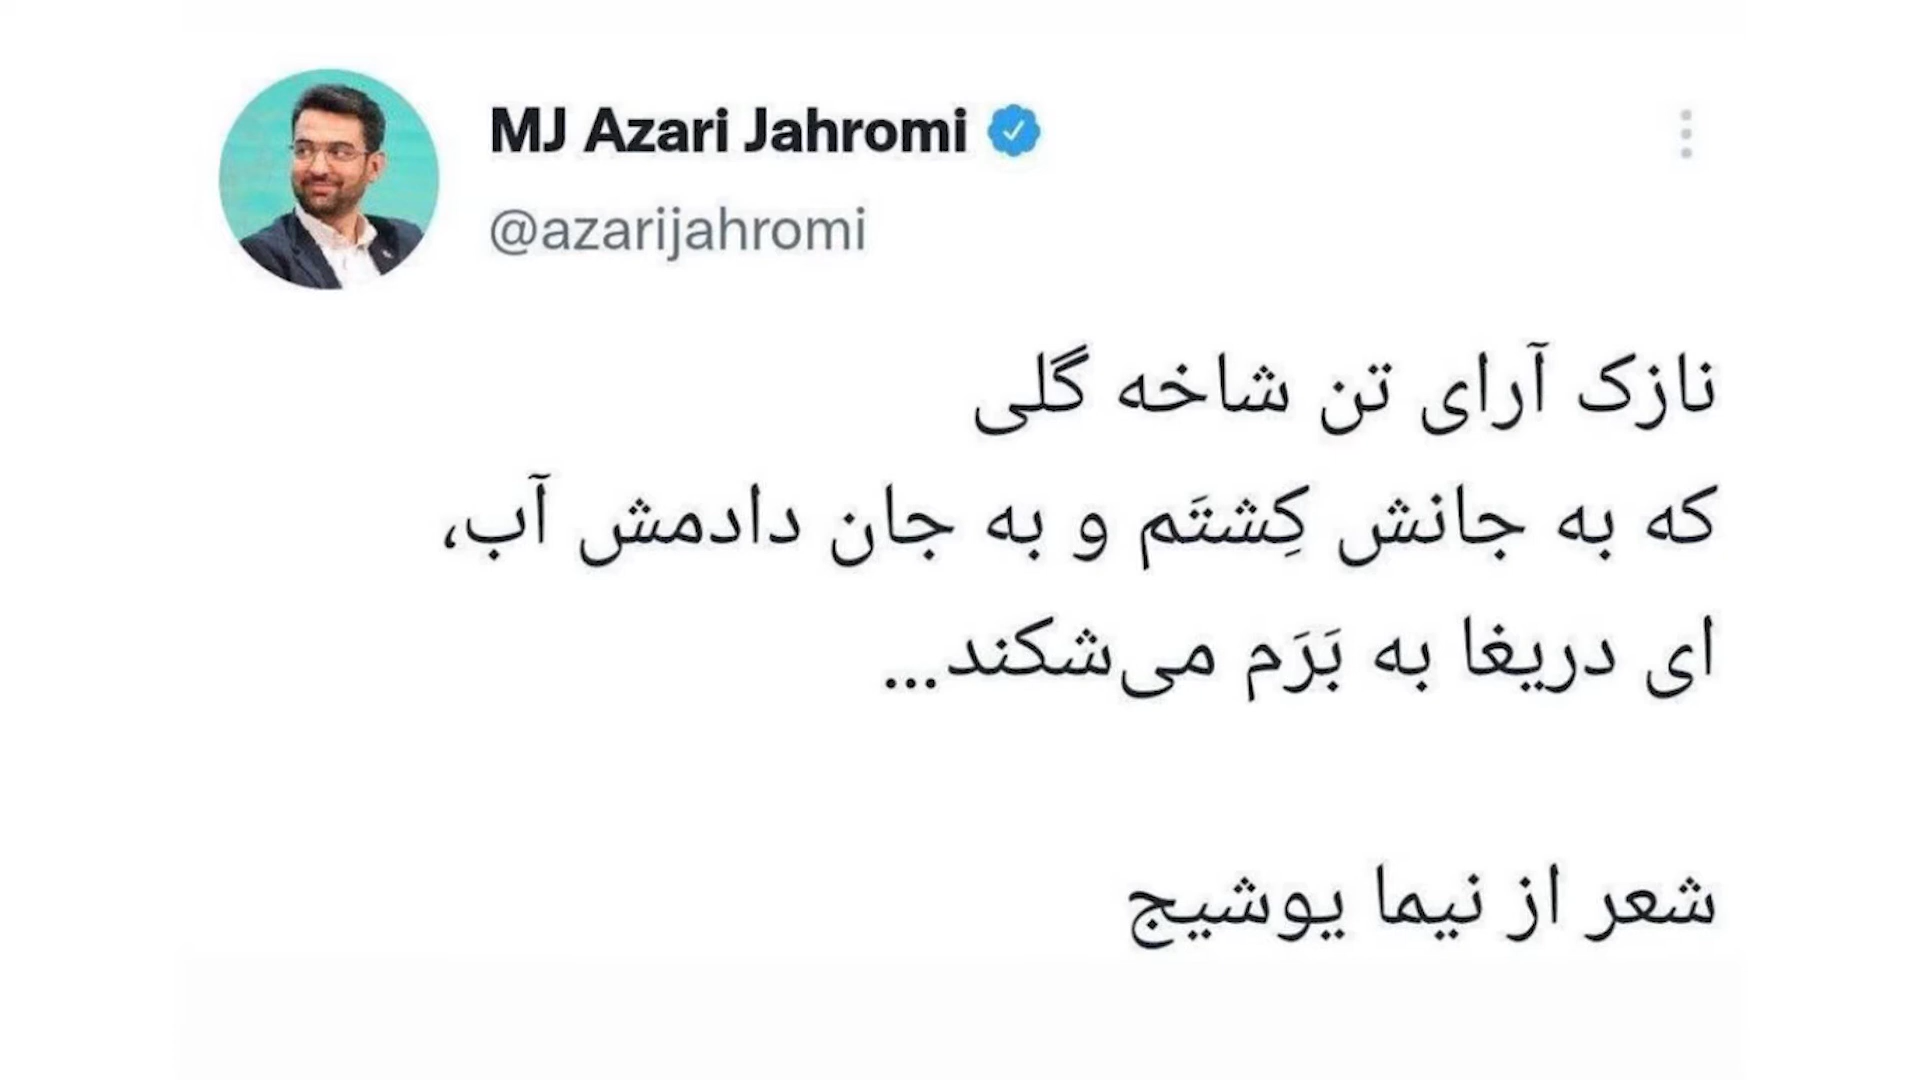 MJ Azari Jahromi
@azarijahromi
نازک آرای تن شاخه گلی
که به جانش کِشتَم و به جان دادمش آب،
ای دریغا به بَرَم می‌شکند...
شعر از نیما یوشیج